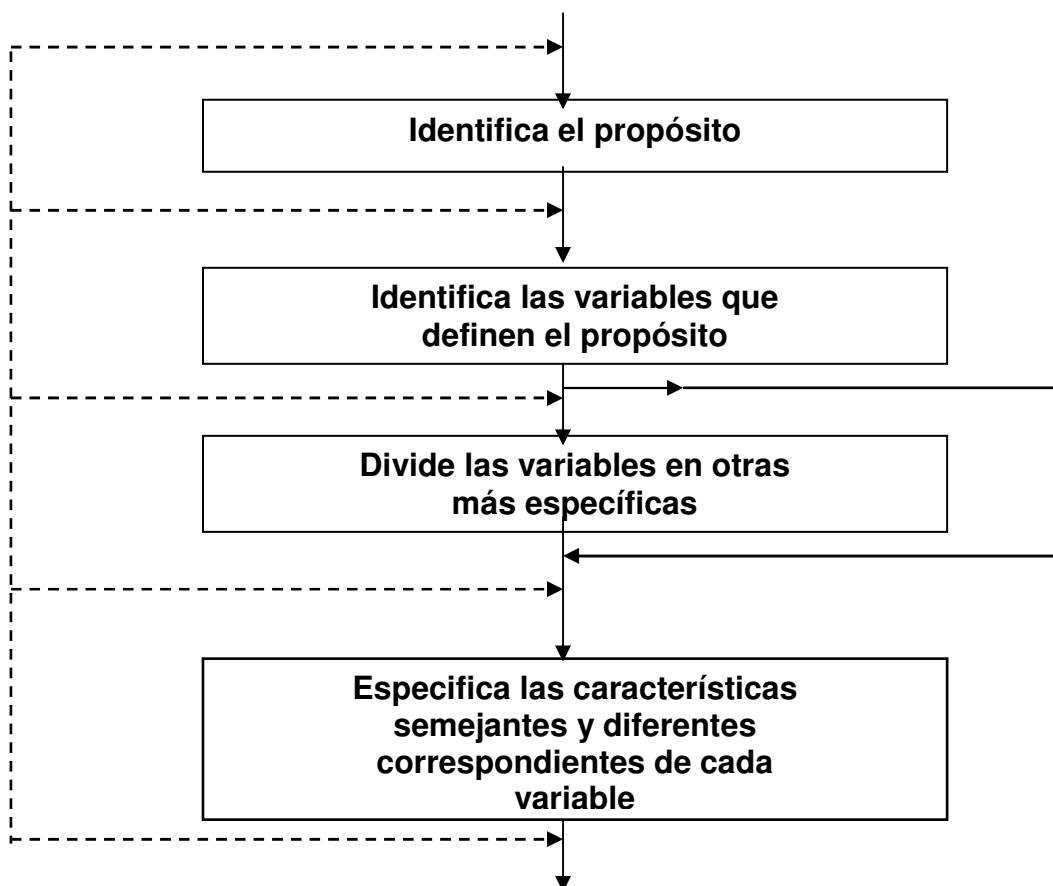 Identifica el propósito
Identifica las variables que
definen el propósito
Divide las variables en otras
más específicas
Especifica las características
semejantes y diferentes
correspondientes de cada
variable